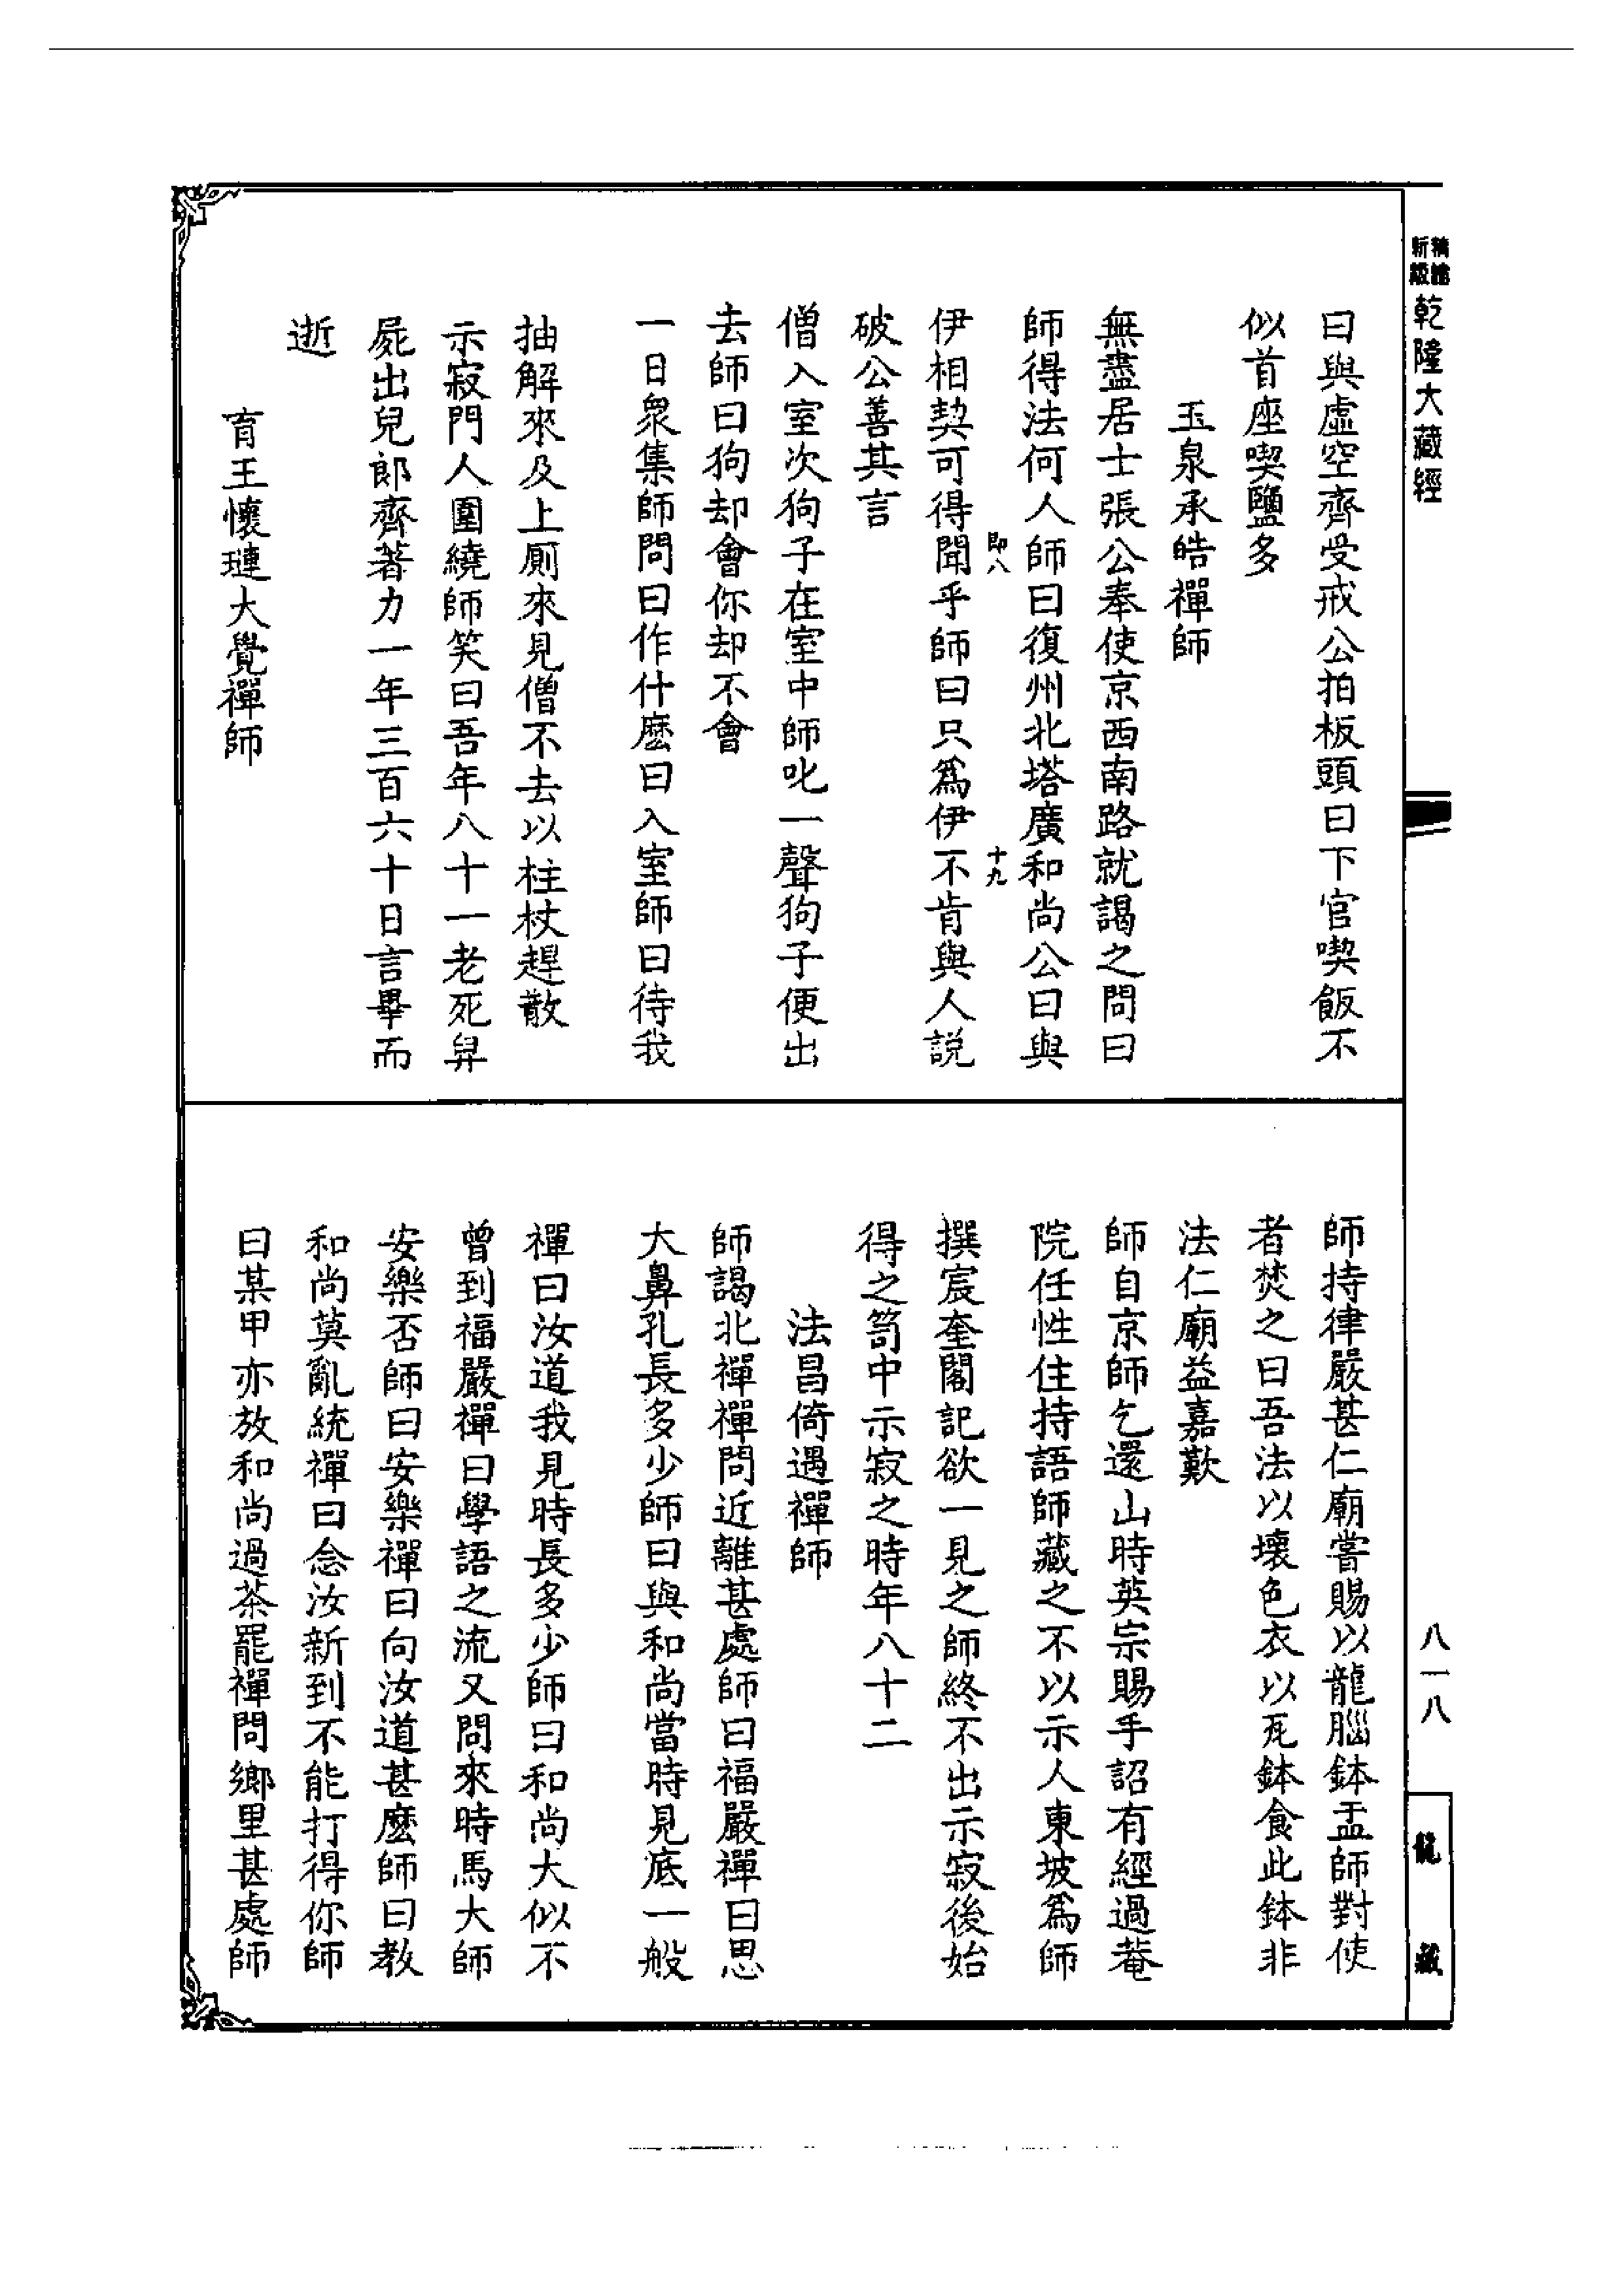 新編縮館
乾隆大藏經
曰與虛空齊受戒公拍板頭曰下官喫飯不
似首座喫鹽多
玉泉承皓禪師
無盡居士張公奉使京西南路就謁之問曰
師得法何人師曰復州北塔廣和尚公曰與
即八
十九
伊相契可得聞乎師曰只爲伊不肯與人説
破公善其言
僧入室次狗子在室中師叱一聲狗子便出
去師曰狗却會你却不會
一日衆集師問曰作什麽曰入室師曰待我
抽解來及上厠來見僧不去以柱杖趕散
示寂門人圍繞師笑曰吾年八十一老死舁
屍出兒郎齊著力一年三百六十日言畢而
逝
育王懷璉大覺禪師
師持律嚴甚仁廟嘗賜以龍腦鉢盂師對使
者焚之曰吾法以壞色衣以瓦鉢食此鉢非
法仁廟益嘉歎
師自京師乞還山時英宗賜手詔有經過菴
院任性住持語師藏之不以示人東坡爲師
撰宸奎閣記欲一見之師終不出示寂後始
得之笥中示寂之時年八十二
法昌倚遇禪師
師謁北禪禪問近離甚處師曰福嚴禪曰思
大鼻孔長多少師曰與和尚當時見底一般
禪曰汝道我見時長多少師曰和尚大似不
曾到福嚴禪曰學語之流又問來時馬大師
安樂否師曰安樂禪曰向汝道甚麽師曰教
和尚莫亂統禪曰念汝新到不能打得你師
曰某甲亦放和尚過茶罷禪問鄉里甚處師
八一八
龍藏